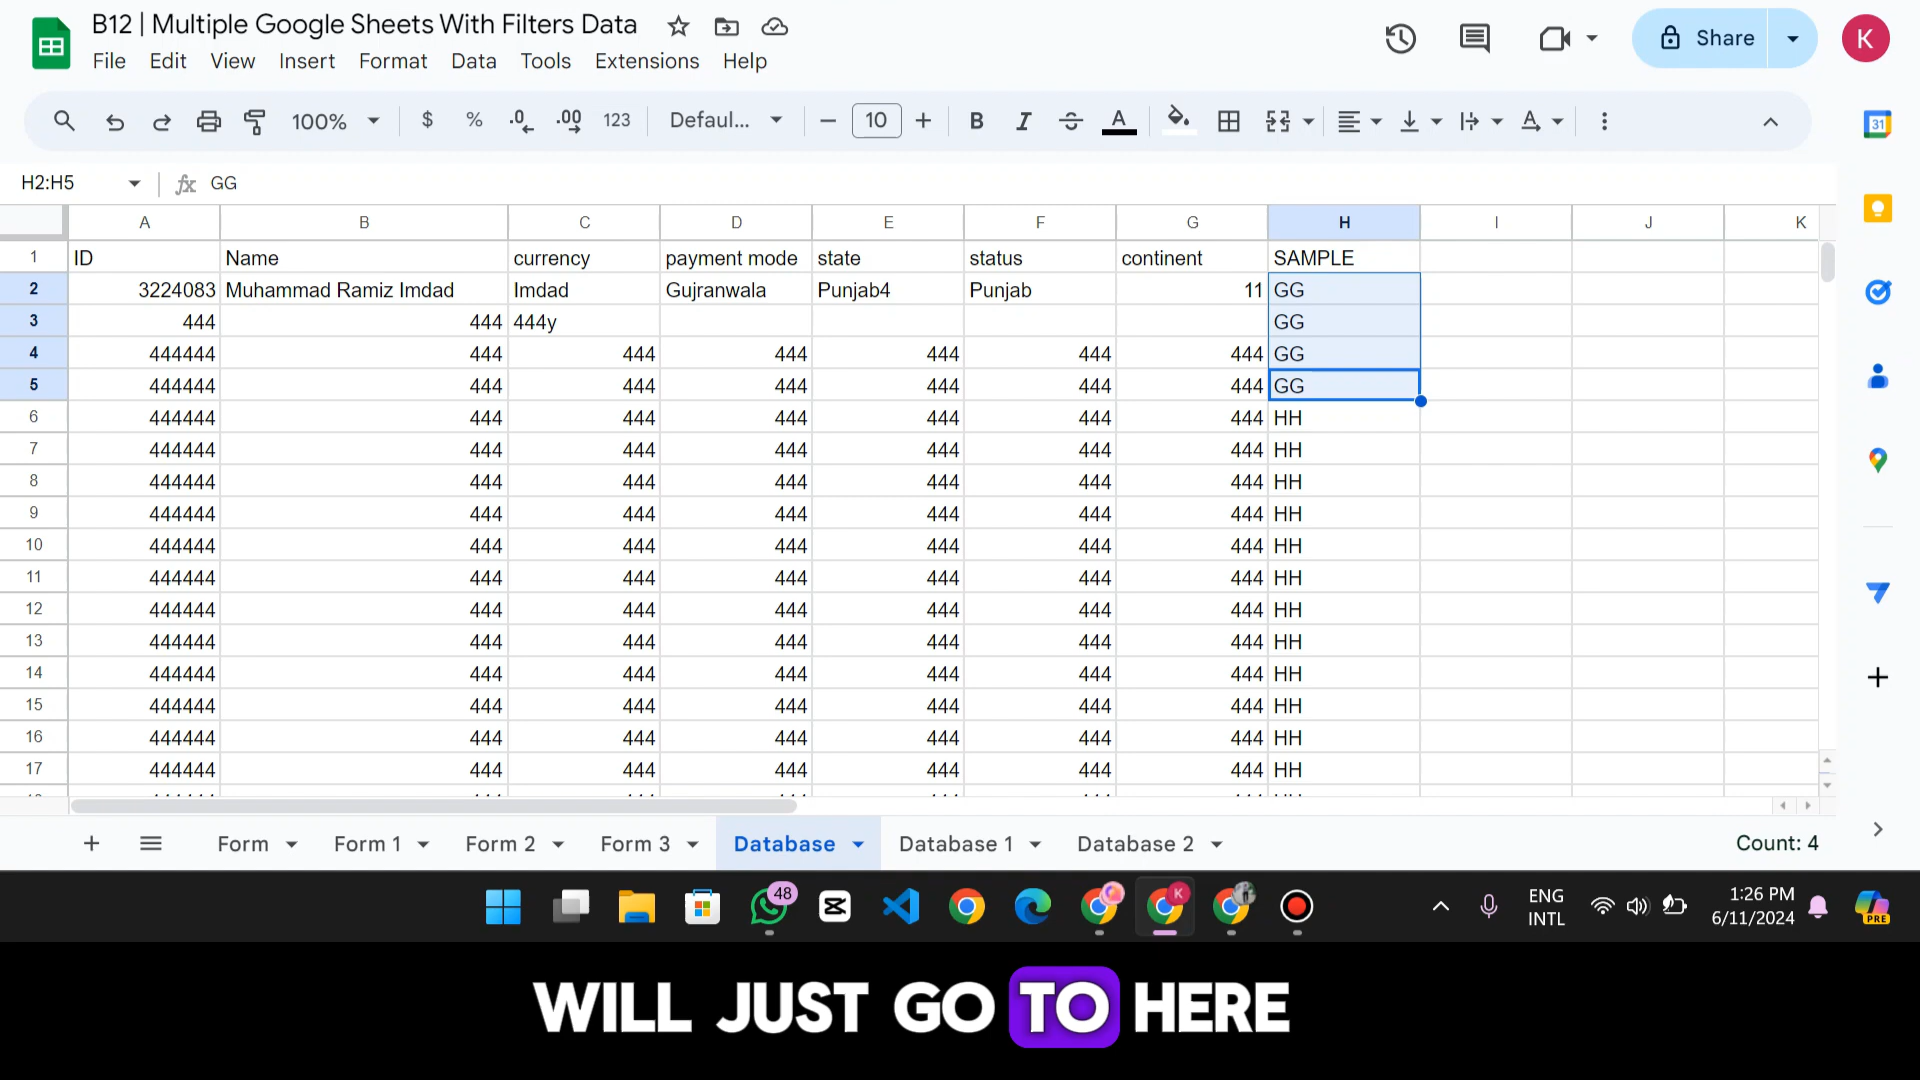 B12 | Multiple Google Sheets With Filters Data
File Edit View Insert Format Data Tools Extensions Help
Share
K
100% $ % .0 .00 123 Defaul... 10 B I A
31
H2:H5 fx GG
A B C D E F G H I J K
1 ID Name currency payment mode state status continent SAMPLE
2 3224083 Muhammad Ramiz Imdad Imdad Gujranwala Punjab4 Punjab 11 GG
3 444 444 444y GG
4 444444 444 444 444 444 444 444 GG
5 444444 444 444 444 444 444 444 GG
6 444444 444 444 444 444 444 444 HH
7 444444 444 444 444 444 444 444 HH
8 444444 444 444 444 444 444 444 HH
9 444444 444 444 444 444 444 444 HH
10 444444 444 444 444 444 444 444 HH
11 444444 444 444 444 444 444 444 HH
12 444444 444 444 444 444 444 444 HH
13 444444 444 444 444 444 444 444 HH
14 444444 444 444 444 444 444 444 HH
15 444444 444 444 444 444 444 444 HH
16 444444 444 444 444 444 444 444 HH
17 444444 444 444 444 444 444 444 HH
Form Form 1 Form 2 Form 3 Database Database 1 Database 2 Count: 4
48 K ENG 1:26 PM
INTL 6/11/2024 PRE
WILL JUST GO TO HERE